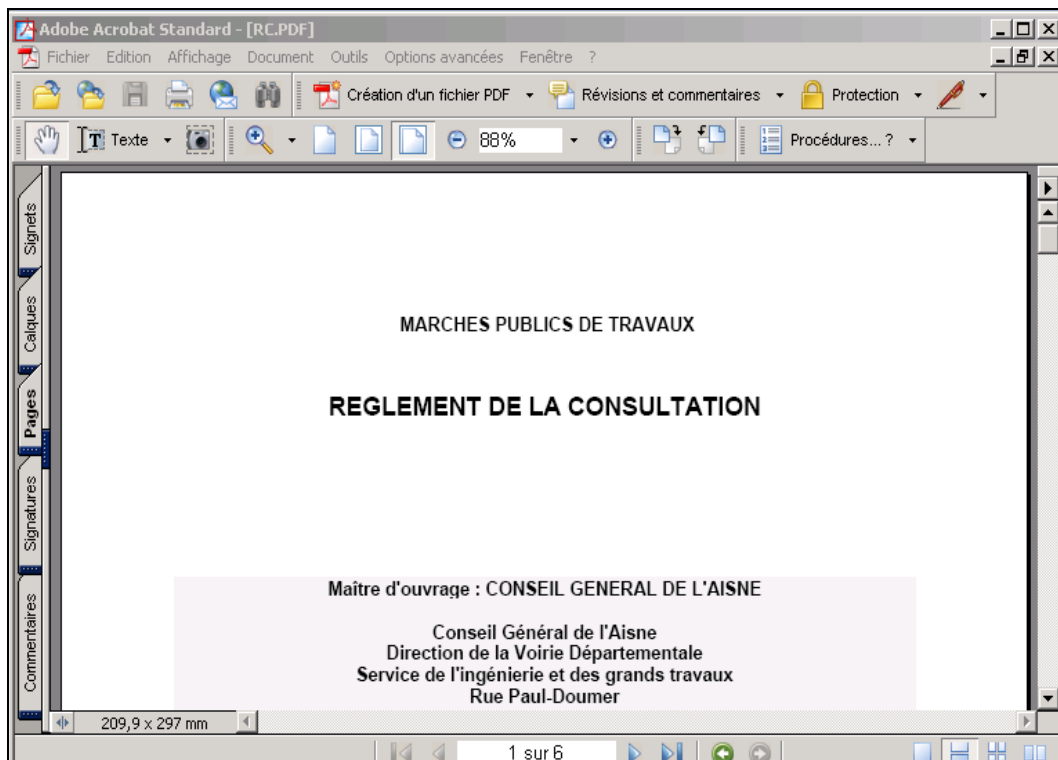 Adobe Acrobat Standard - [RC.PDF]
Fichier Edition Affichage Document Outils Options avancées Fenêtre ?
Création d'un fichier PDF Révisions et commentaires Protection
Texte 88% Procédures... ?
Signets
Calques
Pages
Signatures
Commentaires
MARCHES PUBLICS DE TRAVAUX
REGLEMENT DE LA CONSULTATION
Maître d'ouvrage : CONSEIL GENERAL DE L'AISNE
Conseil Général de l'Aisne
Direction de la Voirie Départementale
Service de l'ingénierie et des grands travaux
Rue Paul-Doumer
209,9 x 297 mm
1 sur 6